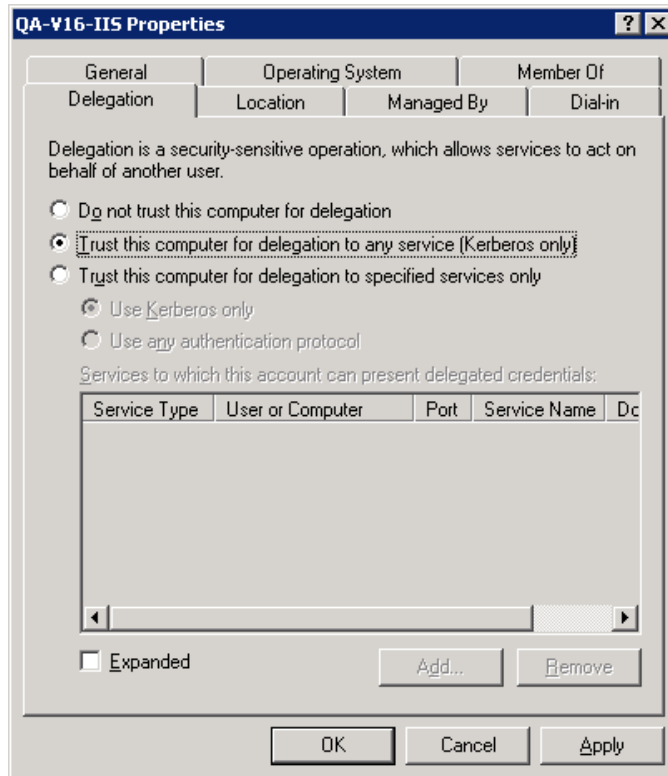 QA-V16-IIS Properties
General Operating System Member Of
Delegation Location Managed By Dial-in
Delegation is a security-sensitive operation, which allows services to act on
behalf of another user.
Do not trust this computer for delegation
Trust this computer for delegation to any service (Kerberos only)
Trust this computer for delegation to specified services only
Use Kerberos only
Use any authentication protocol
Services to which this account can present delegated credentials:
Service Type User or Computer Port Service Name Do
Expanded Add... Remove
OK Cancel Apply